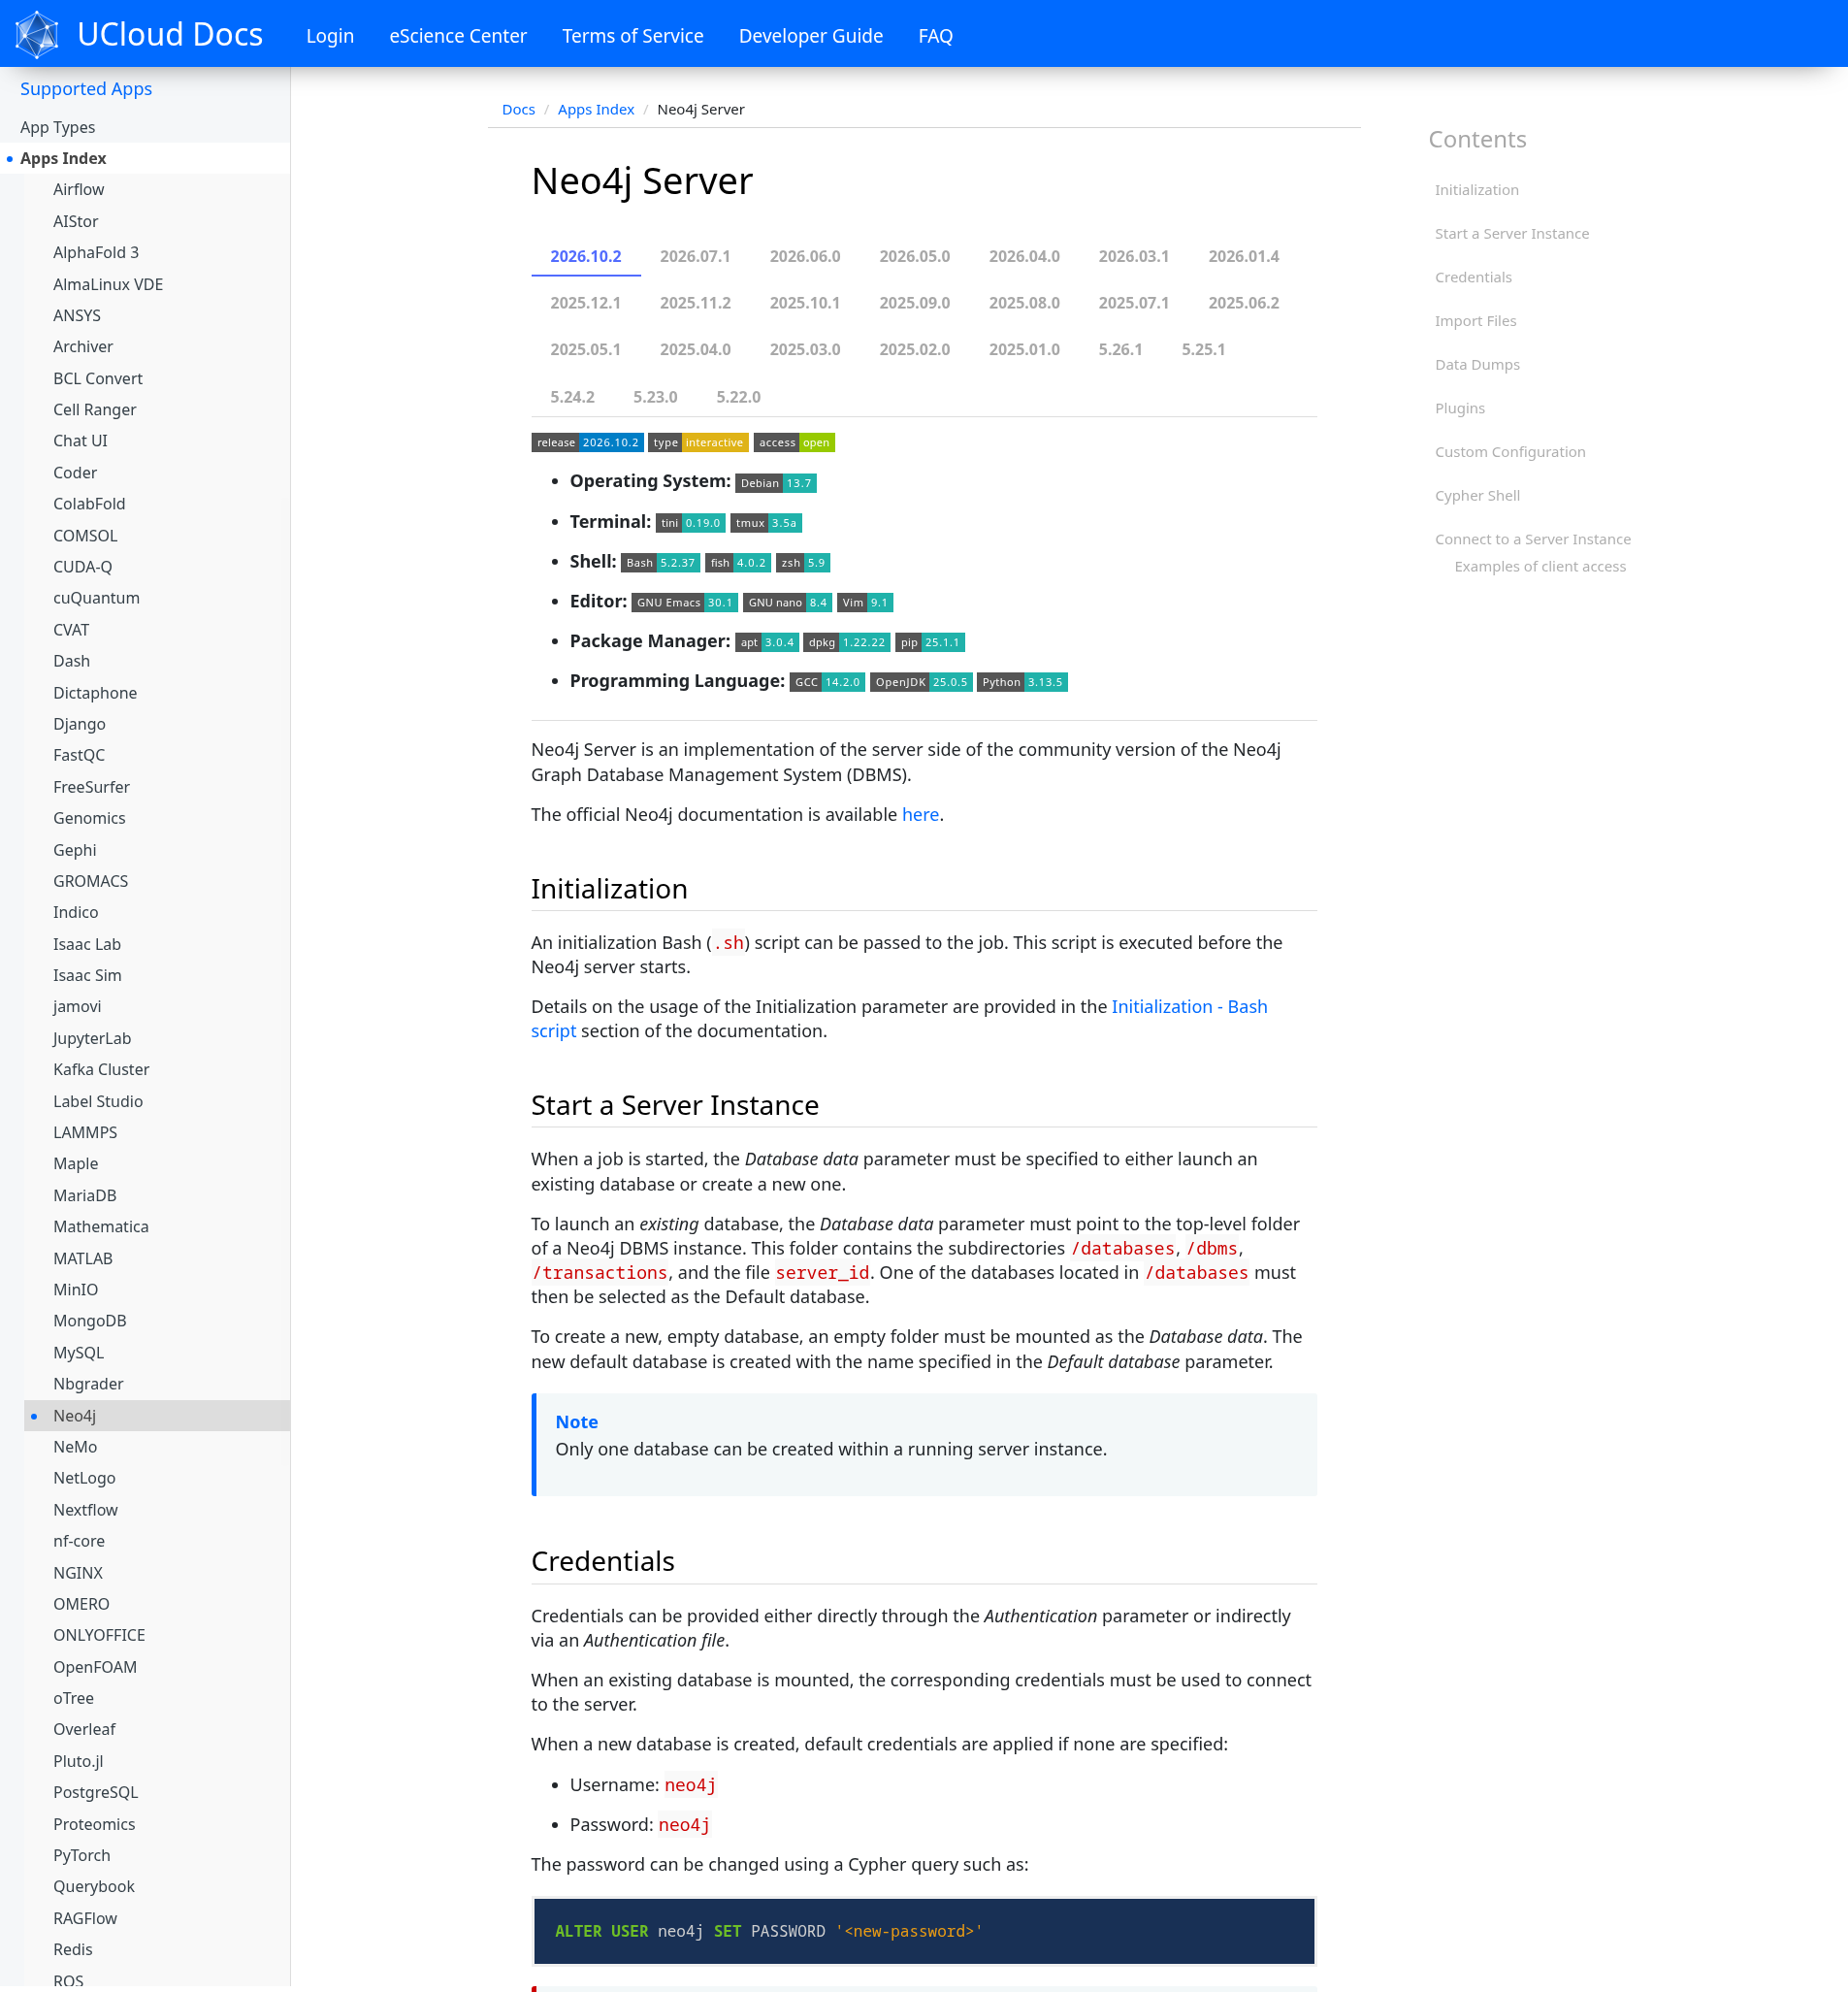 UCloud Docs Login eScience Center Terms of Service Developer Guide FAQ
Supported Apps
App Types
Apps Index
Airflow
AIStor
AlphaFold 3
AlmaLinux VDE
ANSYS
Archiver
BCL Convert
Cell Ranger
Chat UI
Coder
ColabFold
COMSOL
CUDA-Q
cuQuantum
CVAT
Dash
Dictaphone
Django
FastQC
FreeSurfer
Genomics
Gephi
GROMACS
Indico
Isaac Lab
Isaac Sim
jamovi
JupyterLab
Kafka Cluster
Label Studio
LAMMPS
Maple
MariaDB
Mathematica
MATLAB
MinIO
MongoDB
MySQL
Nbgrader
Neo4j
NeMo
NetLogo
Nextflow
nf-core
NGINX
OMERO
ONLYOFFICE
OpenFOAM
oTree
Overleaf
Pluto.jl
PostgreSQL
Proteomics
PyTorch
Querybook
RAGFlow
Redis
ROS
Docs / Apps Index / Neo4j Server
Neo4j Server
2026.10.2 2026.07.1 2026.06.0 2026.05.0 2026.04.0 2026.03.1 2026.01.4
2025.12.1 2025.11.2 2025.10.1 2025.09.0 2025.08.0 2025.07.1 2025.06.2
2025.05.1 2025.04.0 2025.03.0 2025.02.0 2025.01.0 5.26.1 5.25.1
5.24.2 5.23.0 5.22.0
release 2026.10.2 type interactive access open
• Operating System: Debian 13.7
• Terminal: tini 0.19.0 tmux 3.5a
• Shell: Bash 5.2.37 fish 4.0.2 zsh 5.9
• Editor: GNU Emacs 30.1 GNU nano 8.4 Vim 9.1
• Package Manager: apt 3.0.4 dpkg 1.22.22 pip 25.1.1
• Programming Language: GCC 14.2.0 OpenJDK 25.0.5 Python 3.13.5
Neo4j Server is an implementation of the server side of the community version of the Neo4j
Graph Database Management System (DBMS).
The official Neo4j documentation is available here.
Initialization
An initialization Bash (.sh) script can be passed to the job. This script is executed before the
Neo4j server starts.
Details on the usage of the Initialization parameter are provided in the Initialization - Bash
script section of the documentation.
Start a Server Instance
When a job is started, the Database data parameter must be specified to either launch an
existing database or create a new one.
To launch an existing database, the Database data parameter must point to the top-level folder
of a Neo4j DBMS instance. This folder contains the subdirectories /databases, /dbms,
/transactions, and the file server_id. One of the databases located in /databases must
then be selected as the Default database.
To create a new, empty database, an empty folder must be mounted as the Database data. The
new default database is created with the name specified in the Default database parameter.
Note
Only one database can be created within a running server instance.
Credentials
Credentials can be provided either directly through the Authentication parameter or indirectly
via an Authentication file.
When an existing database is mounted, the corresponding credentials must be used to connect
to the server.
When a new database is created, default credentials are applied if none are specified:
• Username: neo4j
• Password: neo4j
The password can be changed using a Cypher query such as:
ALTER USER neo4j SET PASSWORD '<new-password>'
Contents
Initialization
Start a Server Instance
Credentials
Import Files
Data Dumps
Plugins
Custom Configuration
Cypher Shell
Connect to a Server Instance
Examples of client access